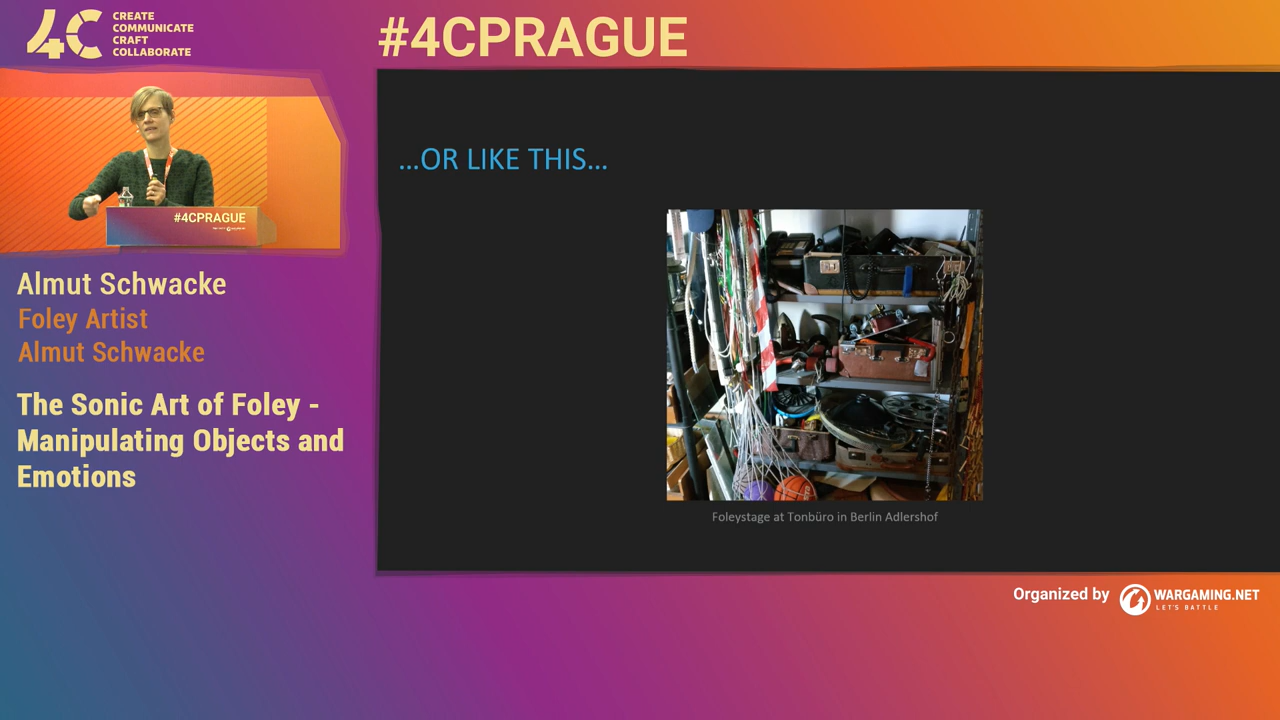 4C
CREATE
COMMUNICATE
CRAFT
COLLABORATE
#4CPRAGUE
#4CPRAGUE
Almut Schwacke
Foley Artist
Almut Schwacke
The Sonic Art of Foley -
Manipulating Objects and
Emotions
...OR LIKE THIS...
Foleystage at Tonbüro in Berlin Adlershof
Organized by
WARGAMING.NET
LET'S BATTLE